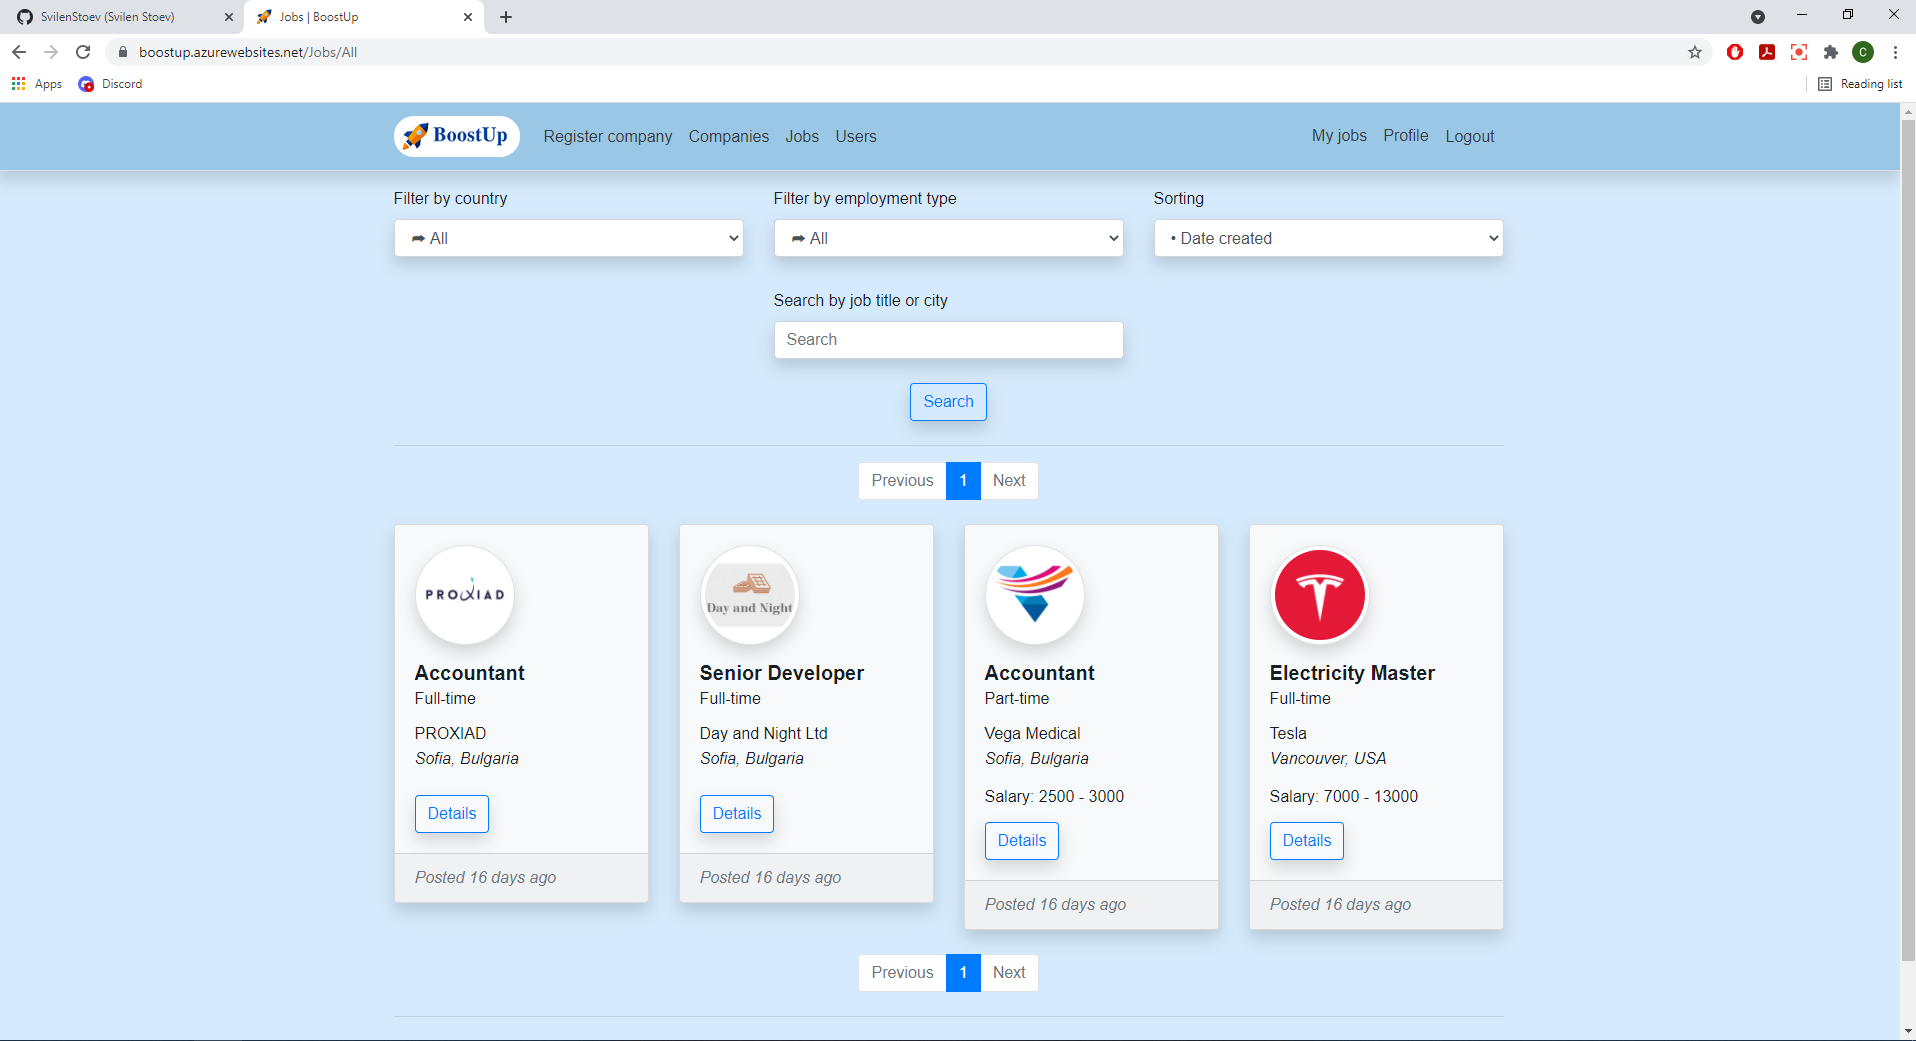 SvilenStoev (Svilen Stoev)
Jobs | BoostUp
boostup.azurewebsites.net/Jobs/All
C
Apps
Discord
Reading list
BoostUp
Register company
Companies
Jobs
Users
My jobs
Profile
Logout
Filter by country
Filter by employment type
Sorting
➦ All
➦ All
• Date created
Search by job title or city
Search
Search
Previous
1
Next
PROXIAD
Accountant
Full-time
PROXIAD
Sofia, Bulgaria
Details
Posted 16 days ago
Day and Night
Senior Developer
Full-time
Day and Night Ltd
Sofia, Bulgaria
Details
Posted 16 days ago
Accountant
Part-time
Vega Medical
Sofia, Bulgaria
Salary: 2500 - 3000
Details
Posted 16 days ago
Electricity Master
Full-time
Tesla
Vancouver, USA
Salary: 7000 - 13000
Details
Posted 16 days ago
Previous
1
Next